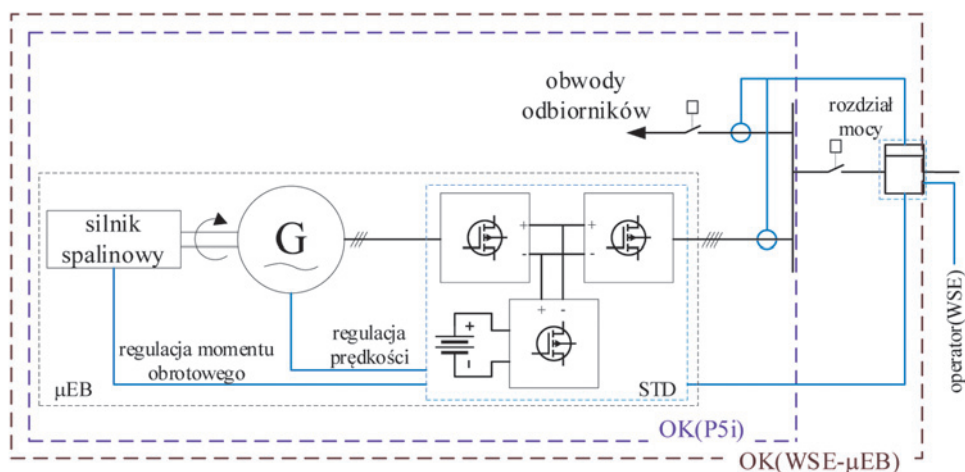 obwody
odbiorników
rozdział
mocy
silnik
spalinowy
G
+
+
-
-
+
-
+
-
regulacja
prędkości
regulacja momentu
obrotowego
µEB
STD
operator(WSE)
OK(P5i)
OK(WSE-µEB)